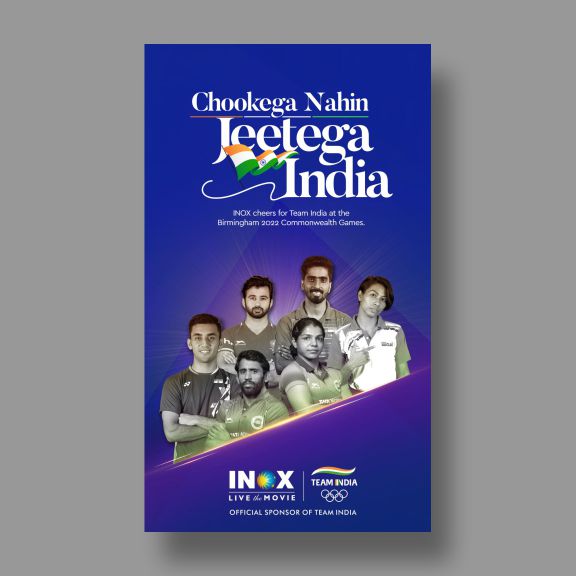 Chookega Nahin
Jeetega
India
INOX cheers for Team India at the
Birmingham 2022 Commonwealth Games.
INOX
LIVE the MOVIE
TEAM INDIA
OFFICIAL SPONSOR OF TEAM INDIA